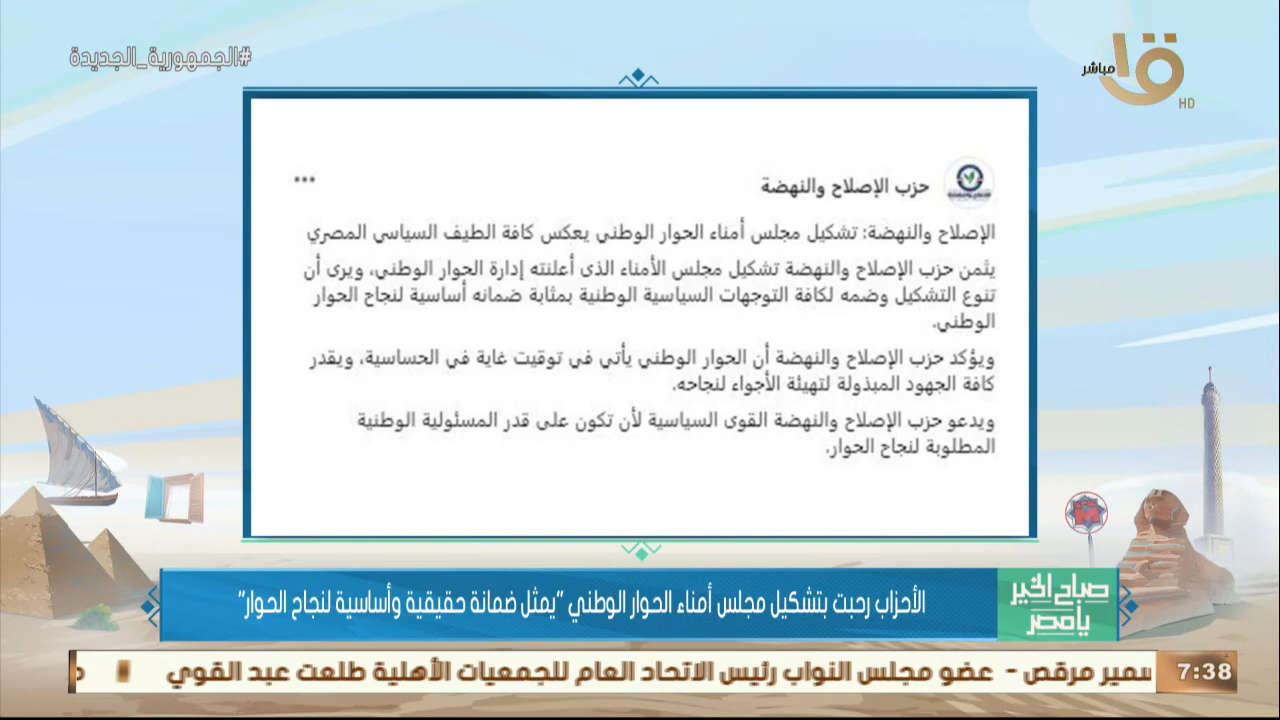 #الجمهورية_الجديدة
مباشر
HD
حزب الإصلاح والنهضة
الإصلاح والنهضة: تشكيل مجلس أمناء الحوار الوطني يعكس كافة الطيف السياسي المصري
يثمن حزب الإصلاح والنهضة تشكيل مجلس الأمناء الذى أعلنته إدارة الحوار الوطني، ويرى أن
تنوع التشكيل وضمه لكافة التوجهات السياسية الوطنية بمثابة ضمانه أساسية لنجاح الحوار
الوطني.
ويؤكد حزب الإصلاح والنهضة أن الحوار الوطني يأتي في توقيت غاية في الحساسية، ويقدر
كافة الجهود المبذولة لتهيئة الأجواء لنجاحه.
ويدعو حزب الإصلاح والنهضة القوى السياسية لأن تكون على قدر المسئولية الوطنية
المطلوبة لنجاح الحوار.
صباح الخير
يا مصر
الأحزاب رحبت بتشكيل مجلس أمناء الحوار الوطني "يمثل ضمانة حقيقية وأساسية لنجاح الحوار"
7:38
سمير مرقص - عضو مجلس النواب رئيس الاتحاد العام للجمعيات الأهلية طلعت عبد القوي